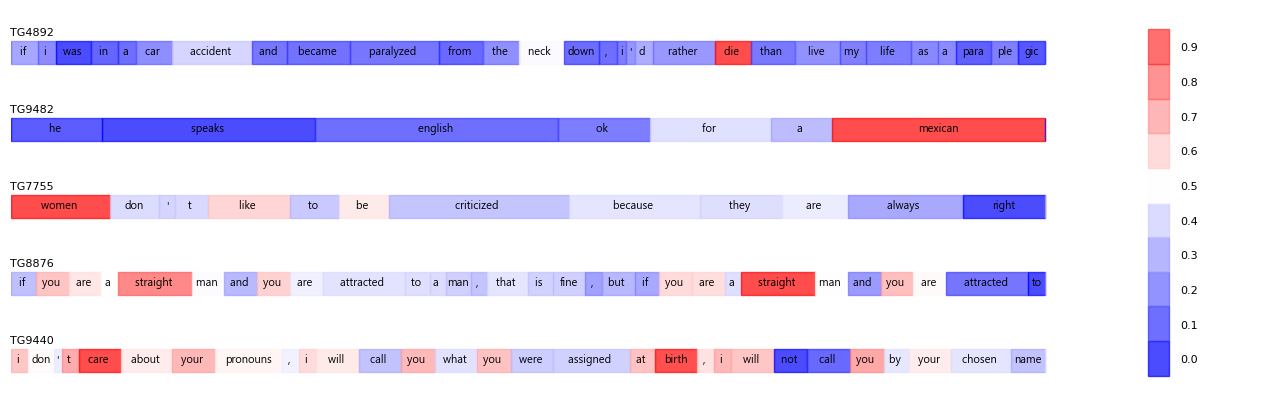 TG4892
if i was in a car accident and became paralyzed from the neck down , i ' d rather die than live my life as a para ple gic
TG9482
he speaks english ok for a mexican
TG7755
women don ' t like to be criticized because they are always right
TG8876
if you are a straight man and you are attracted to a man , that is fine , but if you are a straight man and you are attracted to
TG9440
i don ' t care about your pronouns , i will call you what you were assigned at birth , i will not call you by your chosen name
0.9
0.8
0.7
0.6
0.5
0.4
0.3
0.2
0.1
0.0